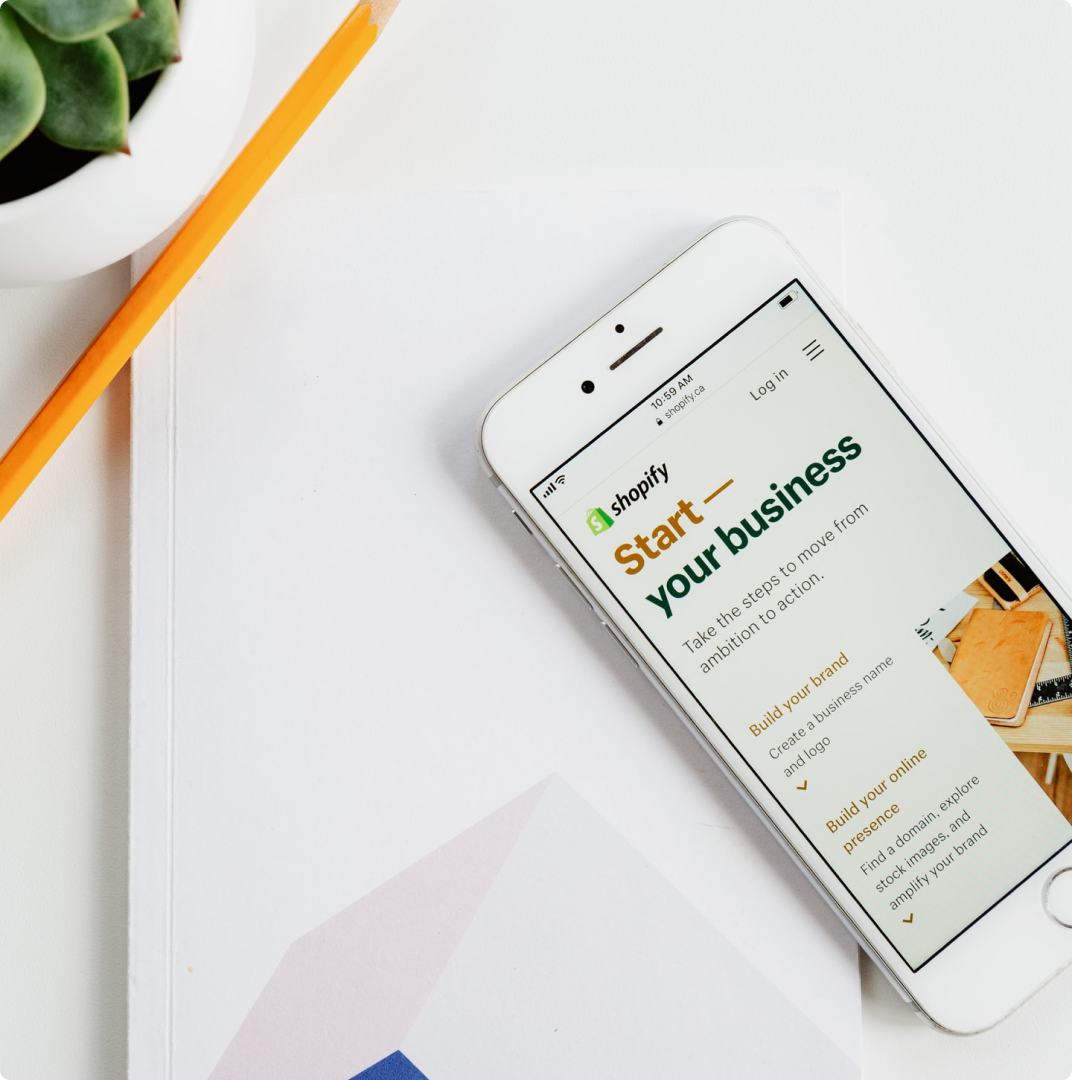 10:59 AM
shopify.ca
Log in
shopify
Start —
your business
Take the steps to move from
ambition to action.
Build your brand
Create a business name
and logo
Build your online
presence
Find a domain, explore
stock images, and
amplify your brand